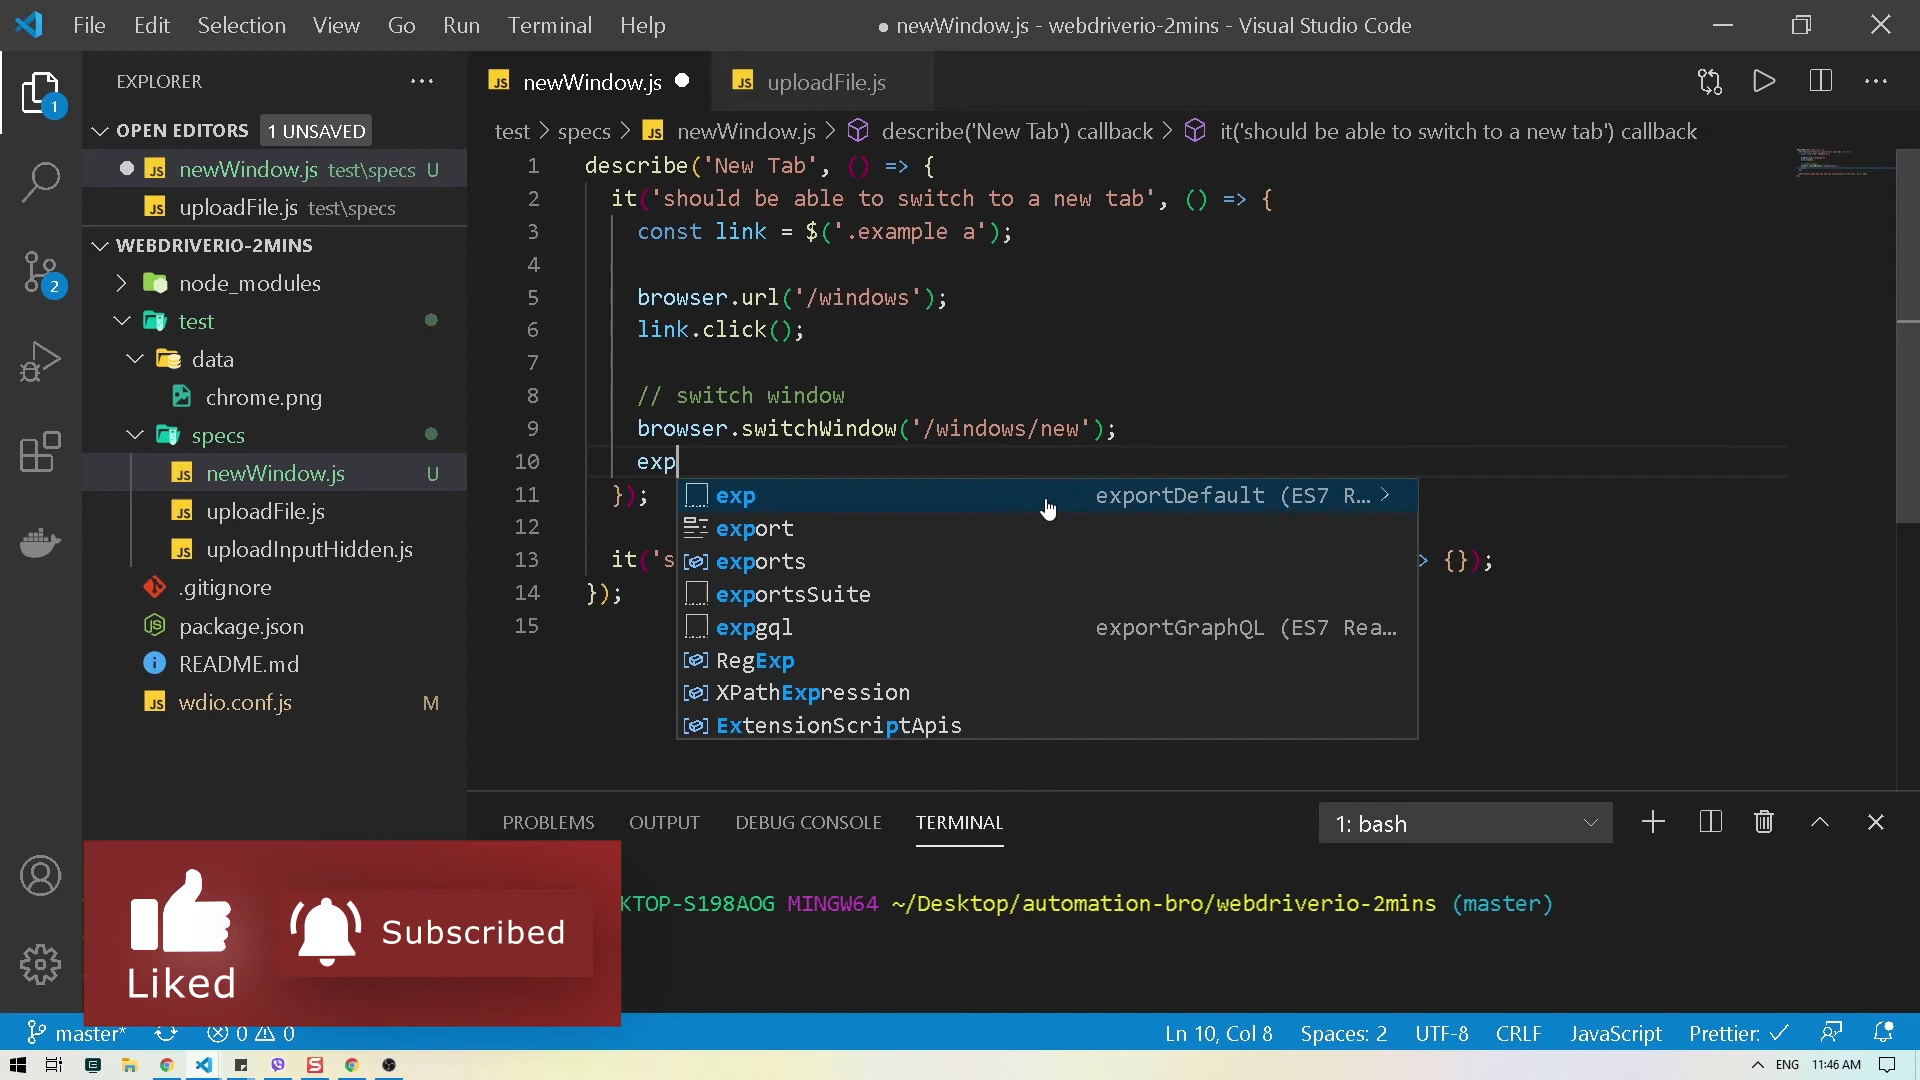 File Edit Selection View Go Run Terminal Help
● newWindow.js - webdriverio-2mins - Visual Studio Code
EXPLORER
1
OPEN EDITORS 1 UNSAVED
newWindow.js test\specs U
uploadFile.js test\specs
WEBDRIVERIO-2MINS
node_modules
test
data
chrome.png
specs
newWindow.js U
uploadFile.js
uploadInputHidden.js
.gitignore
package.json
README.md
wdio.conf.js M
2
newWindow.js
uploadFile.js
test > specs > JS newWindow.js > describe('New Tab') callback > it('should be able to switch to a new tab') callback
1 describe('New Tab', () => {
2 it('should be able to switch to a new tab', () => {
3 const link = $('.example a');
4
5 browser.url('/windows');
6 link.click();
7
8 // switch window
9 browser.switchWindow('/windows/new');
10 exp
11 });
12
13 it('s > {});
14 });
15
exp exportDefault (ES7 R... >
export
exports
exportsSuite
expgql exportGraphQL (ES7 Rea...
RegExp
XPathExpression
ExtensionScriptApis
PROBLEMS OUTPUT DEBUG CONSOLE TERMINAL
1: bash
KTOP-S198AOG MINGW64 ~/Desktop/automation-bro/webdriverio-2mins (master)
Liked
Subscribed
master* 0 0
Ln 10, Col 8 Spaces: 2 UTF-8 CRLF JavaScript Prettier: ✓
ENG 11:46 AM